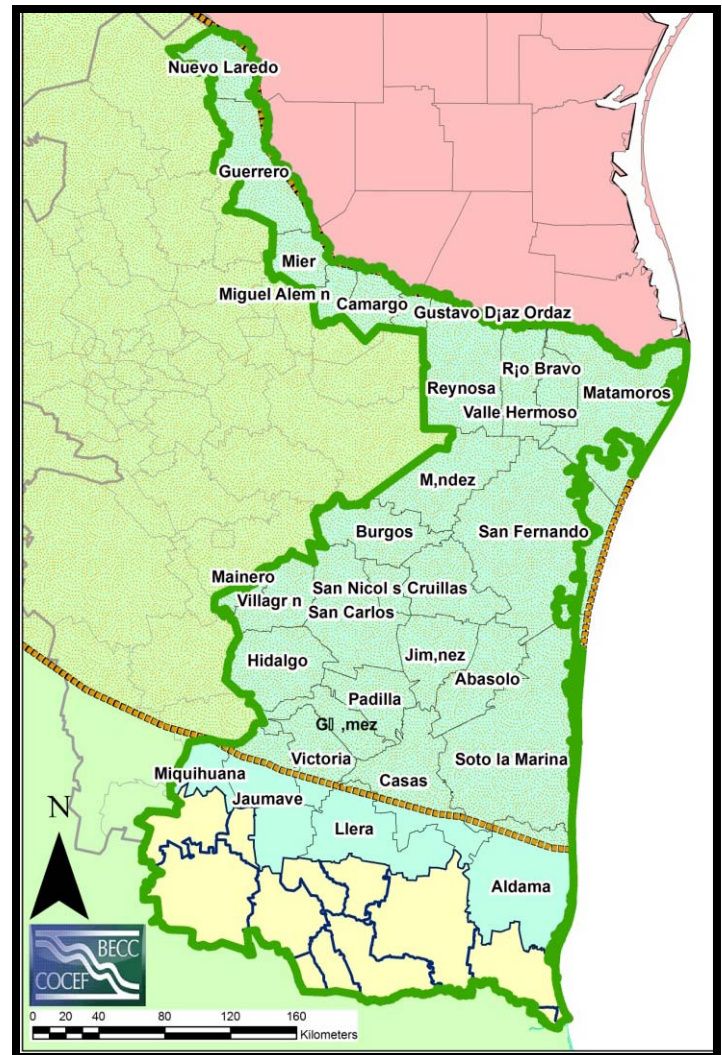 Nuevo Laredo
Guerrero
Mier
Miguel Alem n
Camargo
Gustavo D¡az Ordaz
R¡o Bravo
Reynosa
Matamoros
Valle Hermoso
M‚ndez
Burgos
San Fernando
Mainero
San Nicol s
Cruillas
Villagr n
San Carlos
Jim‚nez
Hidalgo
Abasolo
Padilla
G ‚mez
Victoria
Soto la Marina
Casas
Miquihuana
Jaumave
Llera
Aldama
N
BECC
COCEF
0 20 40 80 120 160
Kilometers